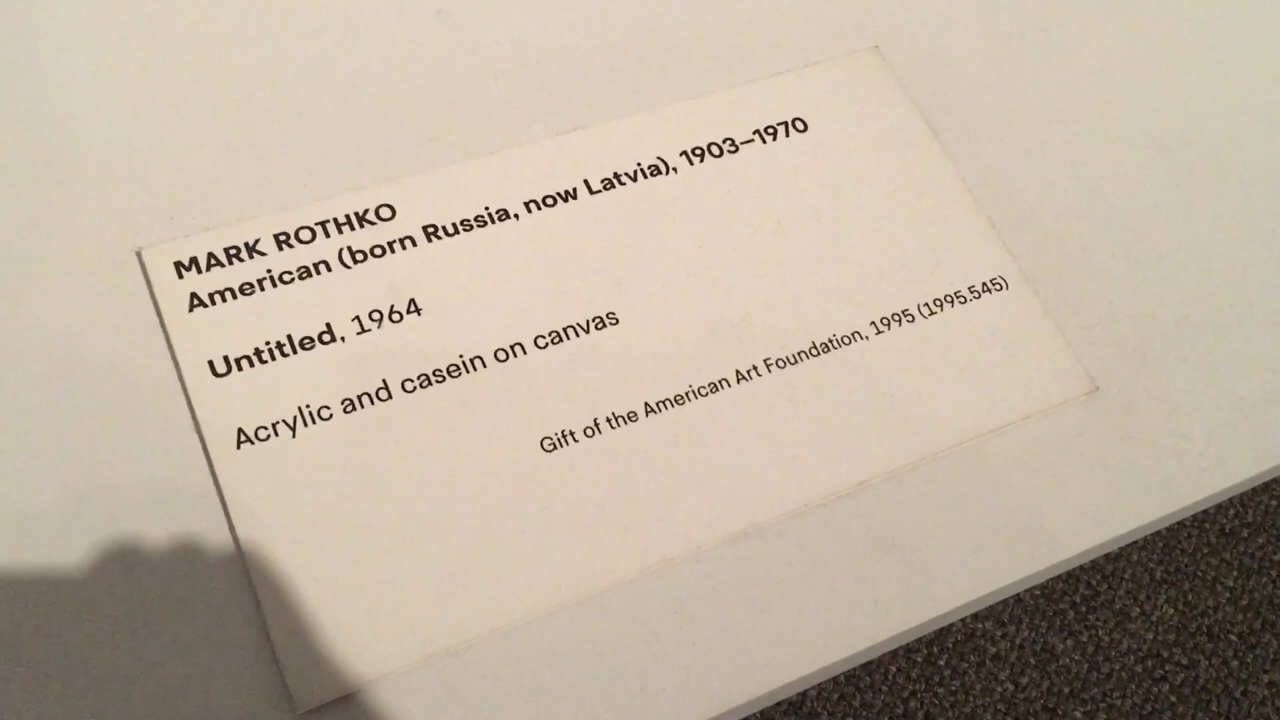 MARK ROTHKO
American (born Russia, now Latvia), 1903–1970
Untitled, 1964
Acrylic and casein on canvas
Gift of the American Art Foundation, 1995 (1995.545)